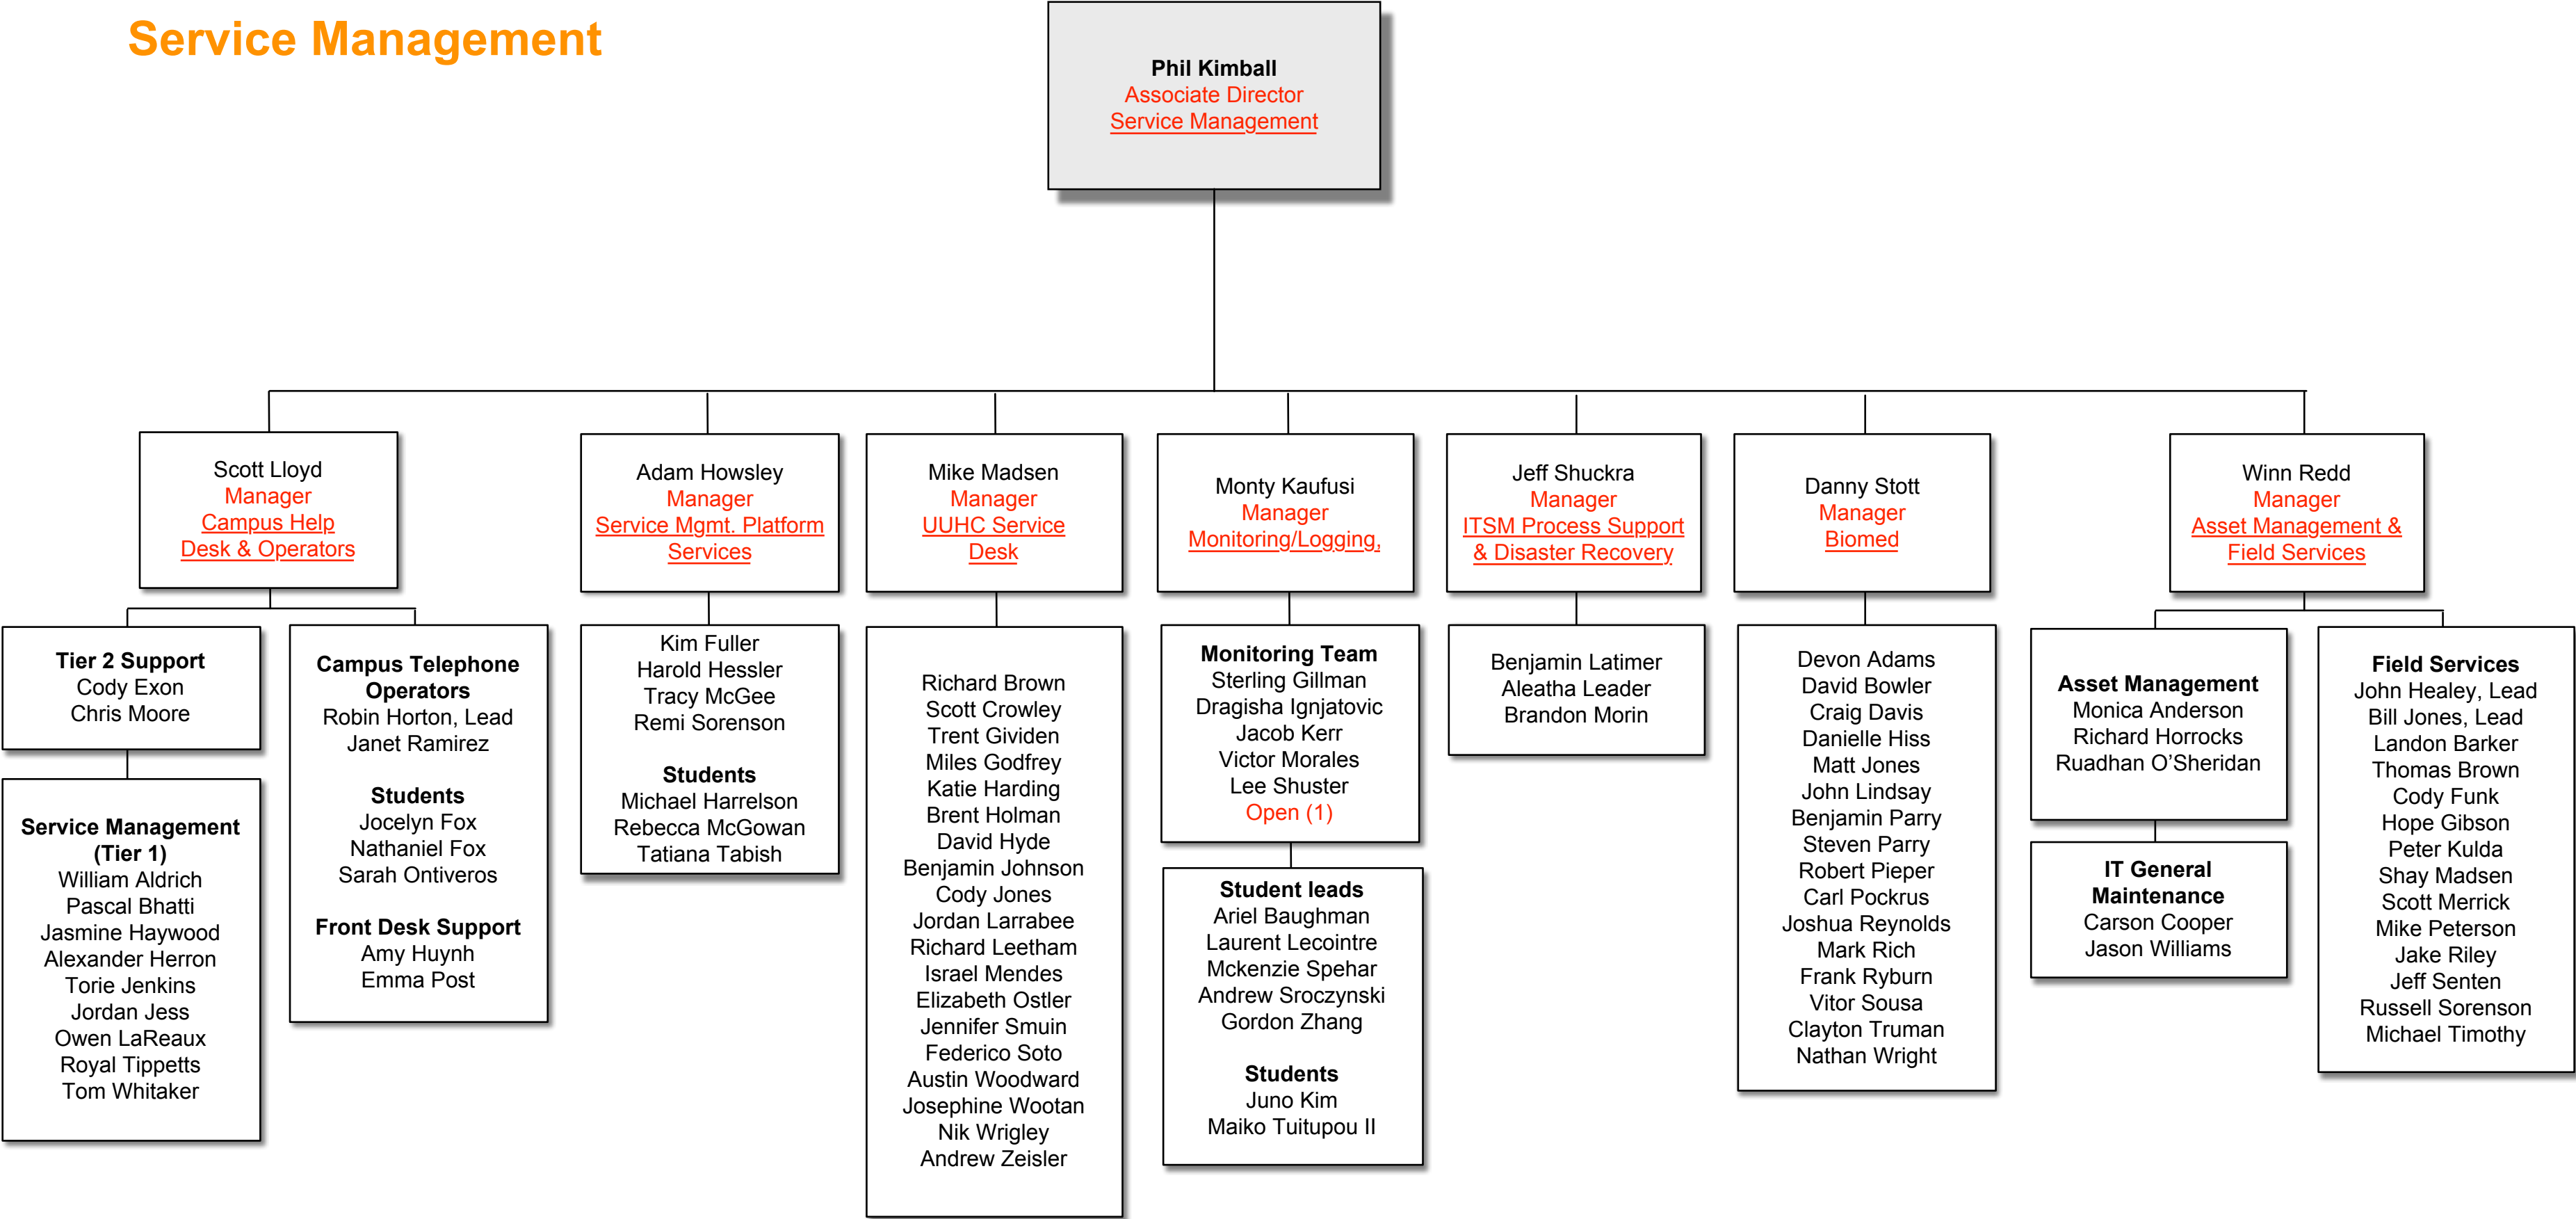 Service Management
Phil Kimball
Associate Director
Service Management
Scott Lloyd
Manager
Campus Help
Desk & Operators
Adam Howsley
Manager
Service Mgmt. Platform
Services
Mike Madsen
Manager
UUHC Service
Desk
Monty Kaufusi
Manager
Monitoring/Logging,
Jeff Shuckra
Manager
ITSM Process Support
& Disaster Recovery
Danny Stott
Manager
Biomed
Winn Redd
Manager
Asset Management &
Field Services
Tier 2 Support
Cody Exon
Chris Moore
Service Management
(Tier 1)
William Aldrich
Pascal Bhatti
Jasmine Haywood
Alexander Herron
Torie Jenkins
Jordan Jess
Owen LaReaux
Royal Tippetts
Tom Whitaker
Campus Telephone
Operators
Robin Horton, Lead
Janet Ramirez
Students
Jocelyn Fox
Nathaniel Fox
Sarah Ontiveros
Front Desk Support
Amy Huynh
Emma Post
Kim Fuller
Harold Hessler
Tracy McGee
Remi Sorenson
Students
Michael Harrelson
Rebecca McGowan
Tatiana Tabish
Richard Brown
Scott Crowley
Trent Gividen
Miles Godfrey
Katie Harding
Brent Holman
David Hyde
Benjamin Johnson
Cody Jones
Jordan Larrabee
Richard Leetham
Israel Mendes
Elizabeth Ostler
Jennifer Smuin
Federico Soto
Austin Woodward
Josephine Wootan
Nik Wrigley
Andrew Zeisler
Monitoring Team
Sterling Gillman
Dragisha Ignjatovic
Jacob Kerr
Victor Morales
Lee Shuster
Open (1)
Student leads
Ariel Baughman
Laurent Lecointre
Mckenzie Spehar
Andrew Sroczynski
Gordon Zhang
Students
Juno Kim
Maiko Tuitupou II
Benjamin Latimer
Aleatha Leader
Brandon Morin
Devon Adams
David Bowler
Craig Davis
Danielle Hiss
Matt Jones
John Lindsay
Benjamin Parry
Steven Parry
Robert Pieper
Carl Pockrus
Joshua Reynolds
Mark Rich
Frank Ryburn
Vitor Sousa
Clayton Truman
Nathan Wright
Asset Management
Monica Anderson
Richard Horrocks
Ruadhan O’Sheridan
IT General
Maintenance
Carson Cooper
Jason Williams
Field Services
John Healey, Lead
Bill Jones, Lead
Landon Barker
Thomas Brown
Cody Funk
Hope Gibson
Peter Kulda
Shay Madsen
Scott Merrick
Mike Peterson
Jake Riley
Jeff Senten
Russell Sorenson
Michael Timothy